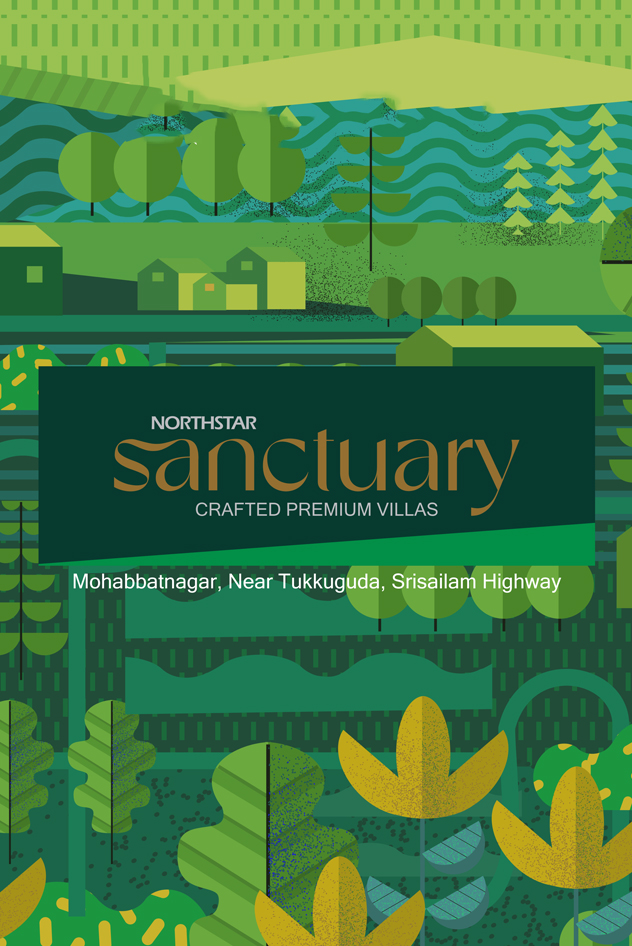 NORTHSTAR
sanctuary
CRAFTED PREMIUM VILLAS
Mohabbatnagar, Near Tukkuguda, Srisailam Highway